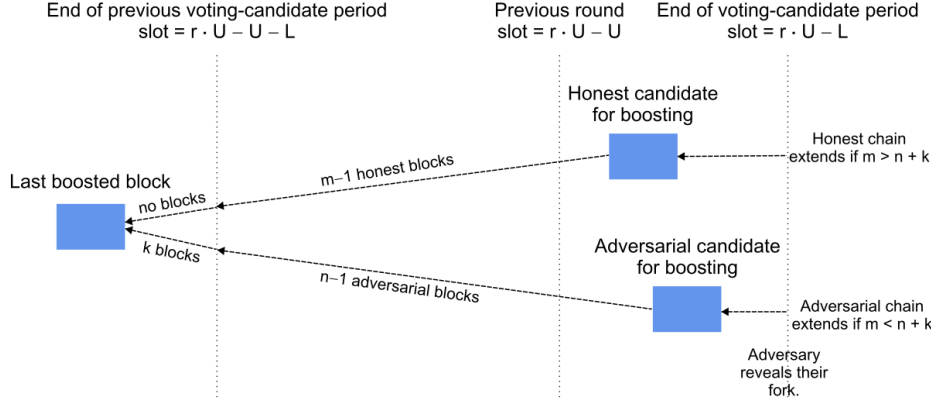 End of previous voting-candidate period
slot = r · U – U – L
Previous round
slot = r · U – U
End of voting-candidate period
slot = r · U – L
Honest candidate
for boosting
Honest chain
extends if m > n + k
m–1 honest blocks
Last boosted block
no blocks
k blocks
n–1 adversarial blocks
Adversarial candidate
for boosting
Adversarial chain
extends if m < n + k
Adversary
reveals their
fork.